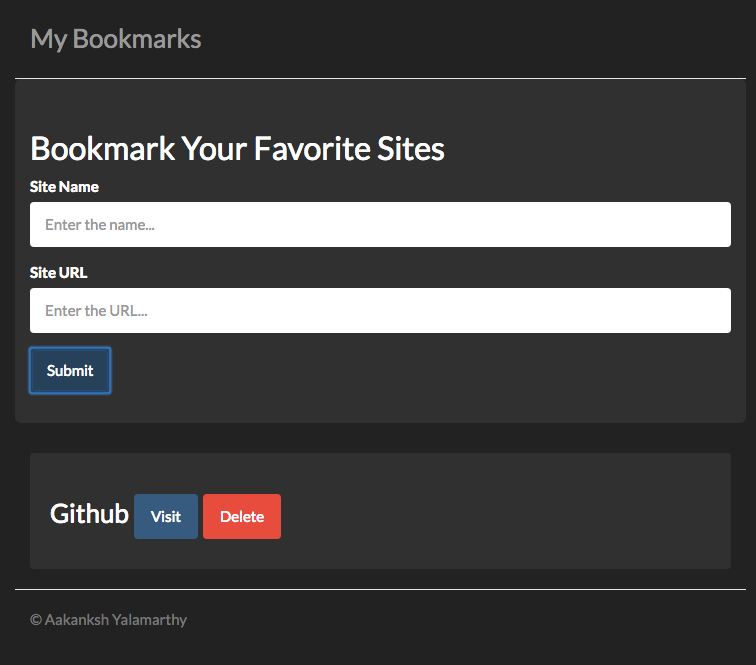 My Bookmarks
Bookmark Your Favorite Sites
Site Name
Enter the name...
Site URL
Enter the URL...
Submit
Github Visit Delete
© Aakanksh Yalamarthy